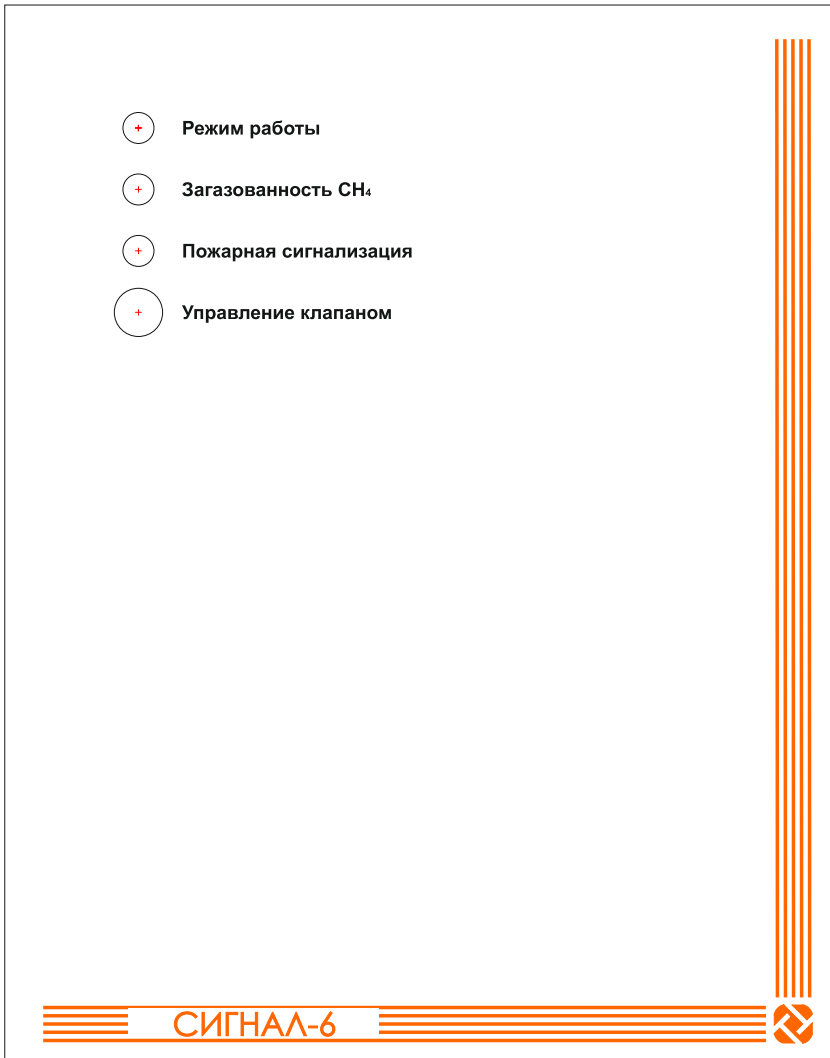 Режим работы
Загазованность CH₄
Пожарная сигнализация
Управление клапаном
СИГНАЛ-6